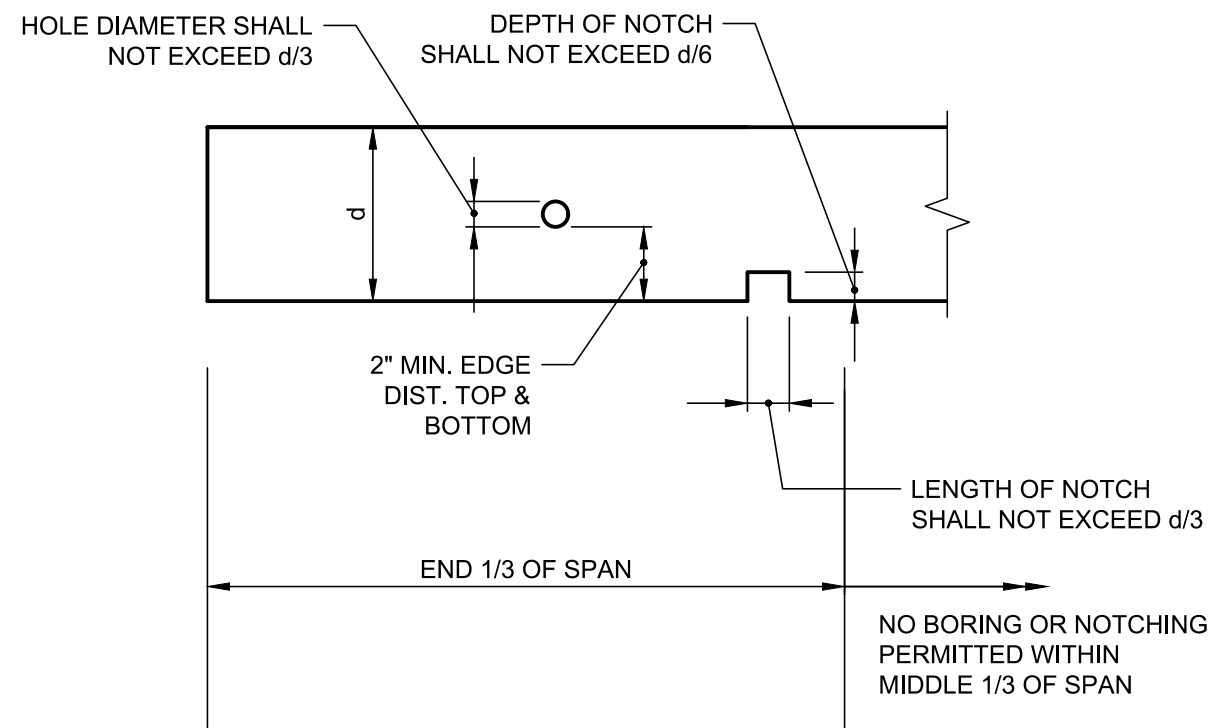 HOLE DIAMETER SHALL
NOT EXCEED d/3
DEPTH OF NOTCH
SHALL NOT EXCEED d/6
d
2" MIN. EDGE
DIST. TOP &
BOTTOM
LENGTH OF NOTCH
SHALL NOT EXCEED d/3
END 1/3 OF SPAN
NO BORING OR NOTCHING
PERMITTED WITHIN
MIDDLE 1/3 OF SPAN